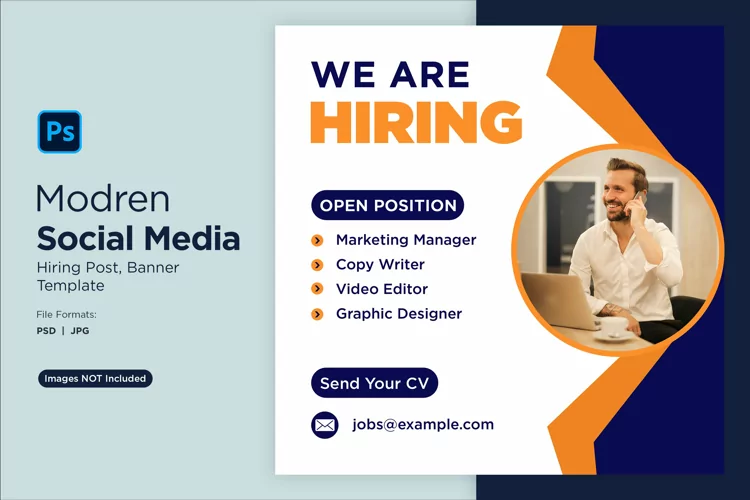 Ps
Modren
Social Media
Hiring Post, Banner
Template
File Formats:
PSD | JPG
Images NOT Included
WE ARE
HIRING
OPEN POSITION
Marketing Manager
Copy Writer
Video Editor
Graphic Designer
Send Your CV
jobs@example.com